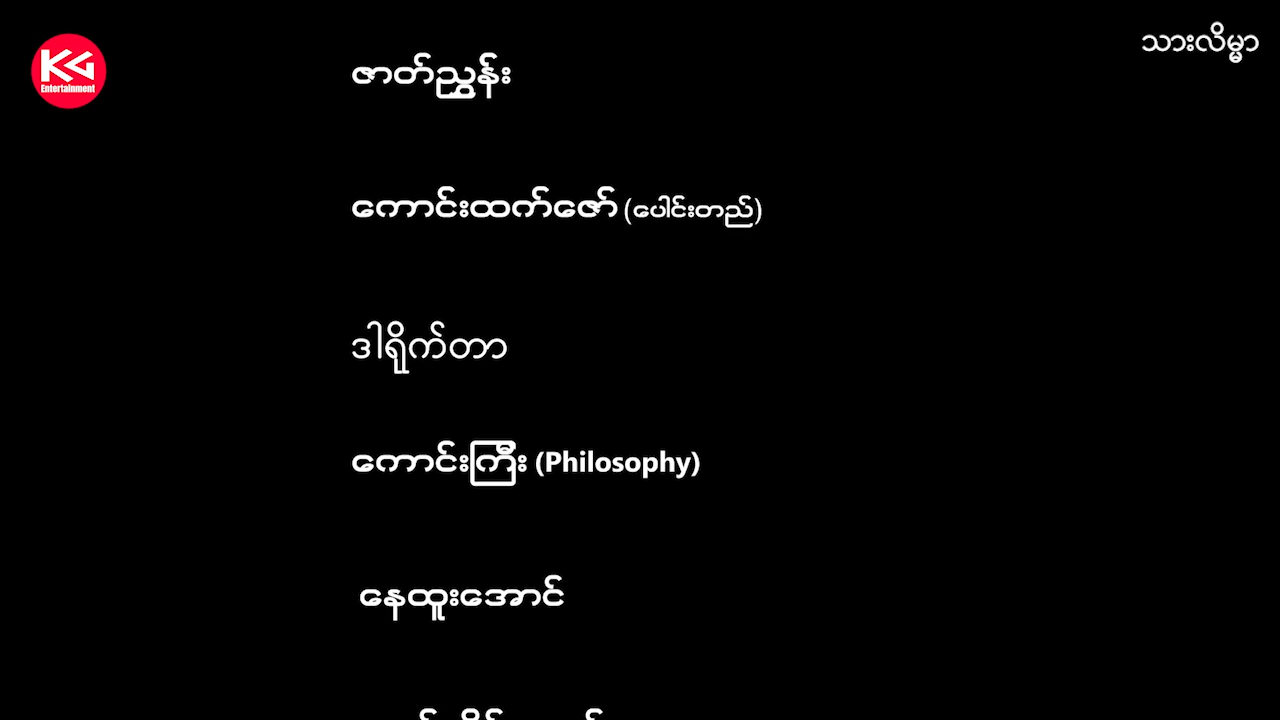 KG
Entertainment
သားလိမ္မာ
ဇာတ်ညွှန်း
ကောင်းထက်ဇော် (ပေါင်းတည်)
ဒါရိုက်တာ
ကောင်းကြီး (Philosophy)
နေထူးအောင်